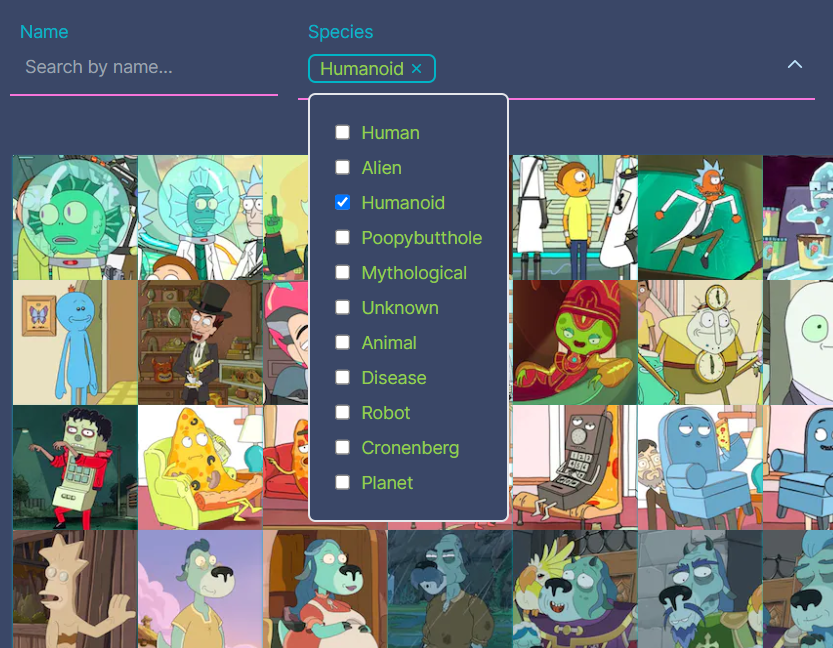 Name
Species
Search by name...
Humanoid ×
Human
Alien
Humanoid
Poopybutthole
Mythological
Unknown
Animal
Disease
Robot
Cronenberg
Planet